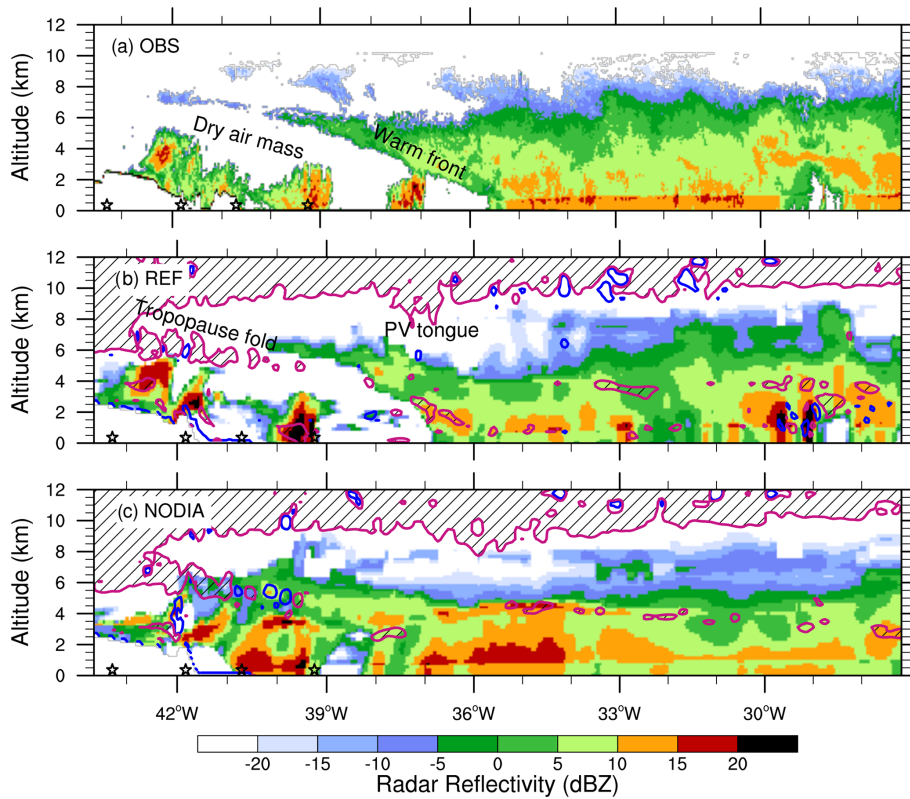 12
10
8
6
4
2
0
Altitude (km)
(a) OBS
Dry air mass
Warm front
12
10
8
6
4
2
0
Altitude (km)
(b) REF
Tropopause fold
PV tongue
12
10
8
6
4
2
0
Altitude (km)
(c) NODIA
42°W 39°W 36°W 33°W 30°W
-20 -15 -10 -5 0 5 10 15 20
Radar Reflectivity (dBZ)